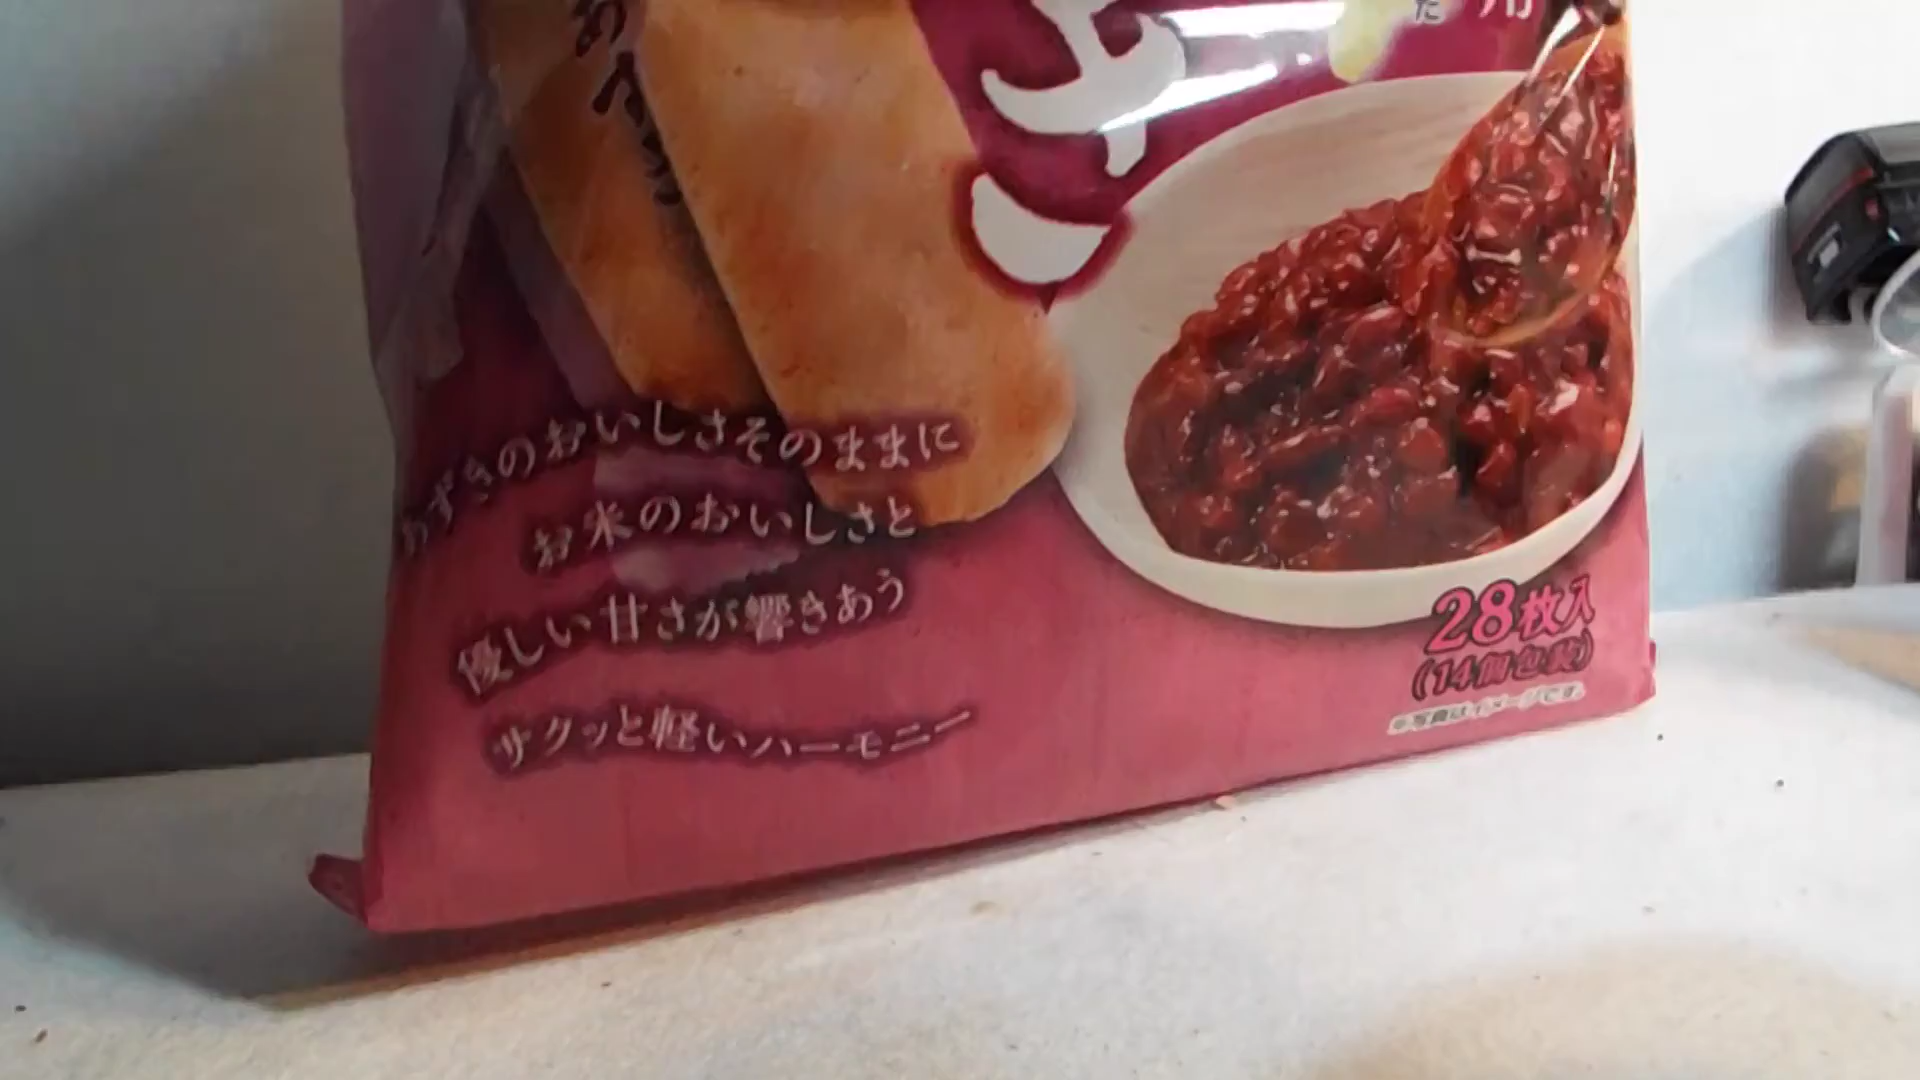 た
あずきのおいしさそのままに
お米のおいしさと
優しい甘さが響きあう
サクッと軽いハーモニー
28枚入
(14個包装)
※写真はイメージです。